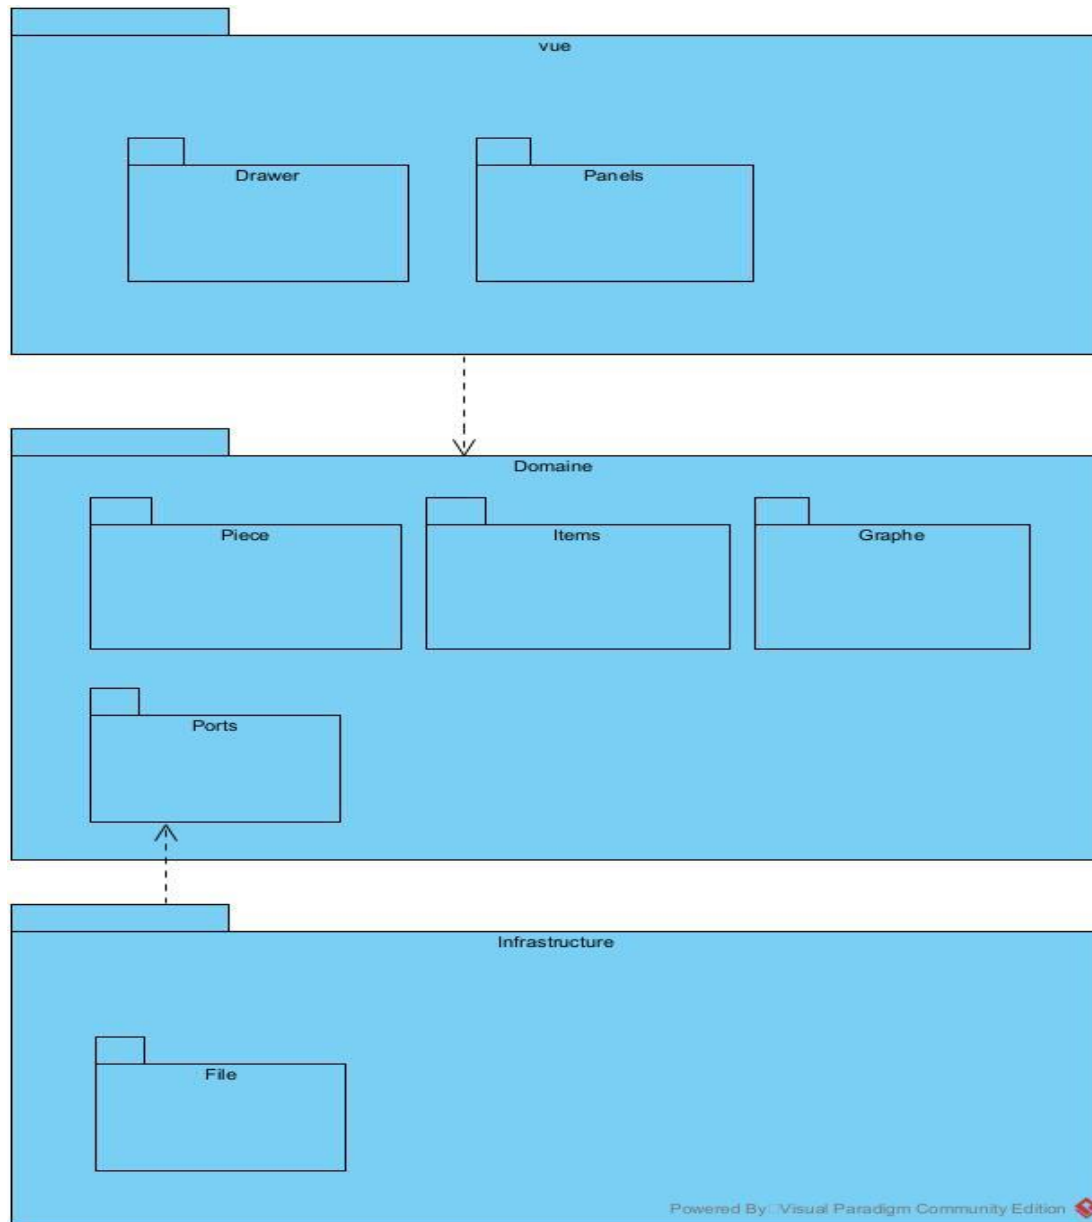 vue
Drawer
Panels
Domaine
Piece
Items
Graphe
Ports
Infrastructure
File
Powered By Visual Paradigm Community Edition